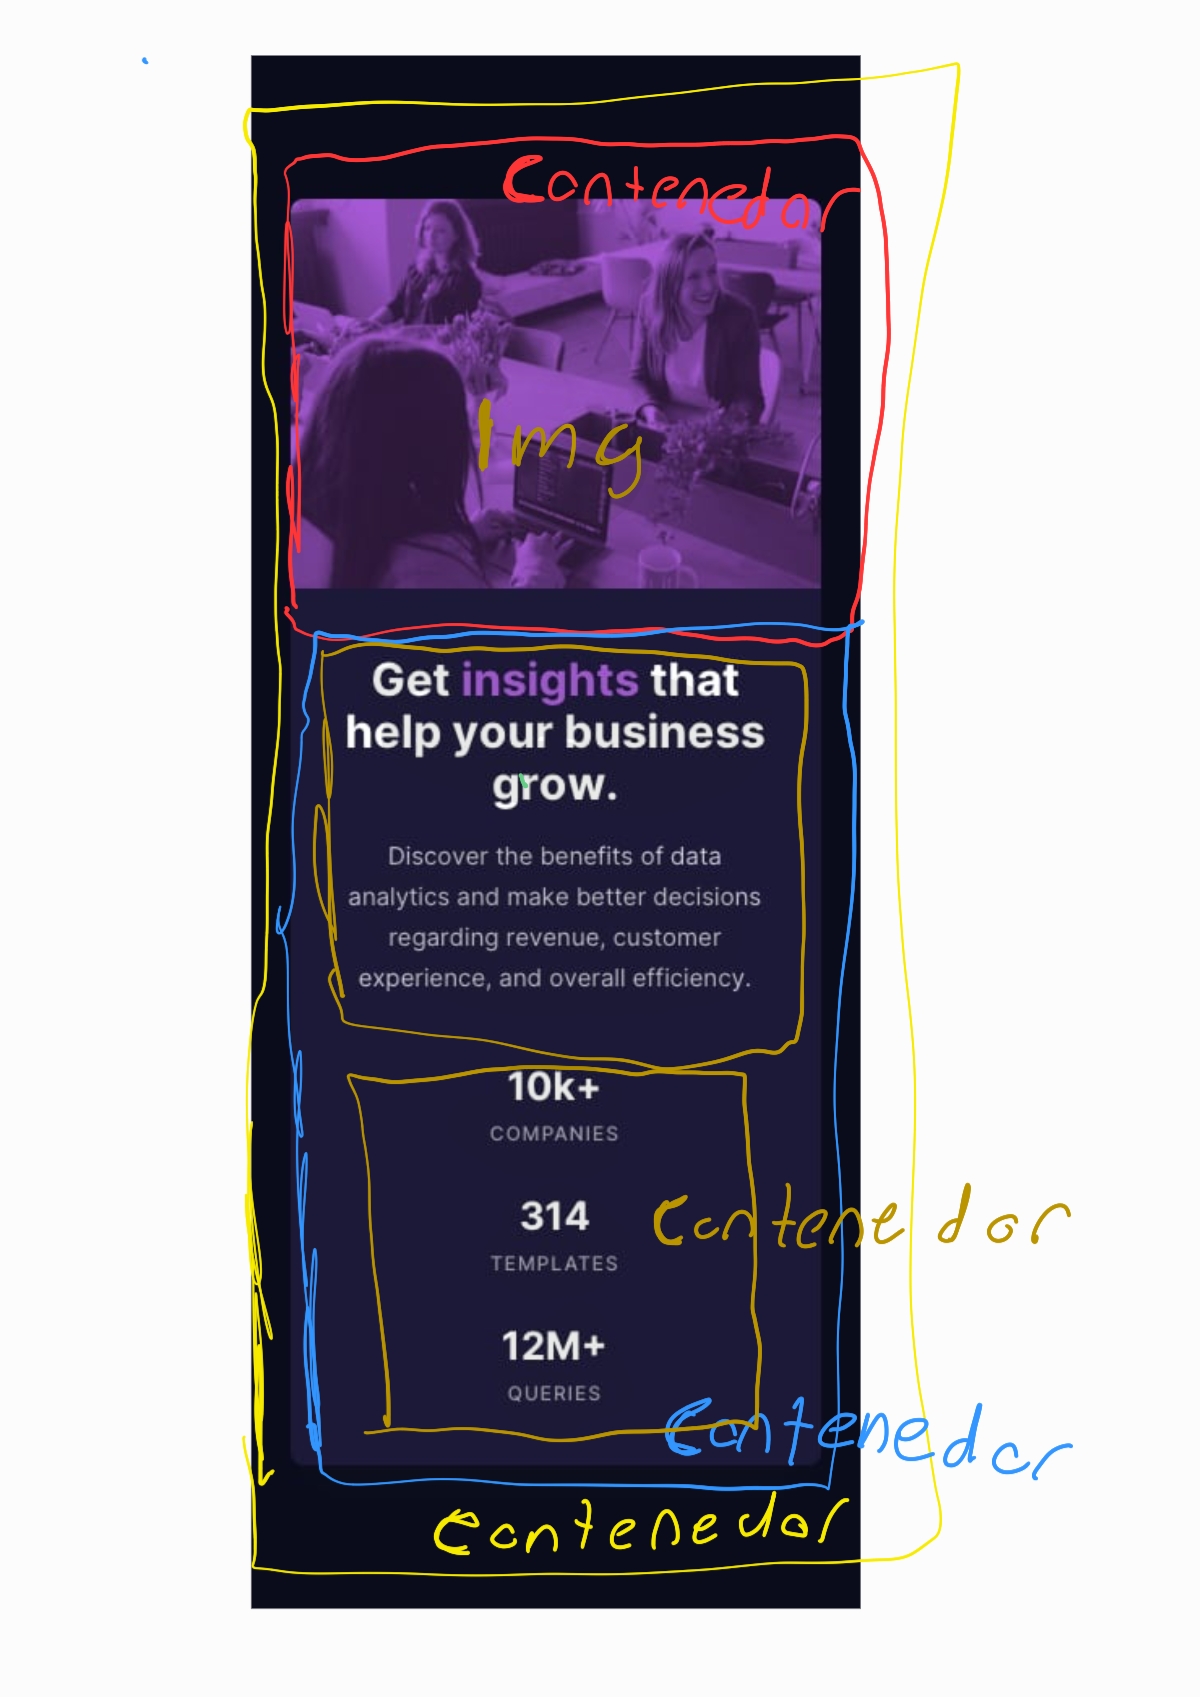 Contenedor
Img
Get insights that
help your business
grow.
Discover the benefits of data
analytics and make better decisions
regarding revenue, customer
experience, and overall efficiency.
10k+
COMPANIES
314
TEMPLATES
Contenedor
12M+
QUERIES
Contenedor
Contenedor